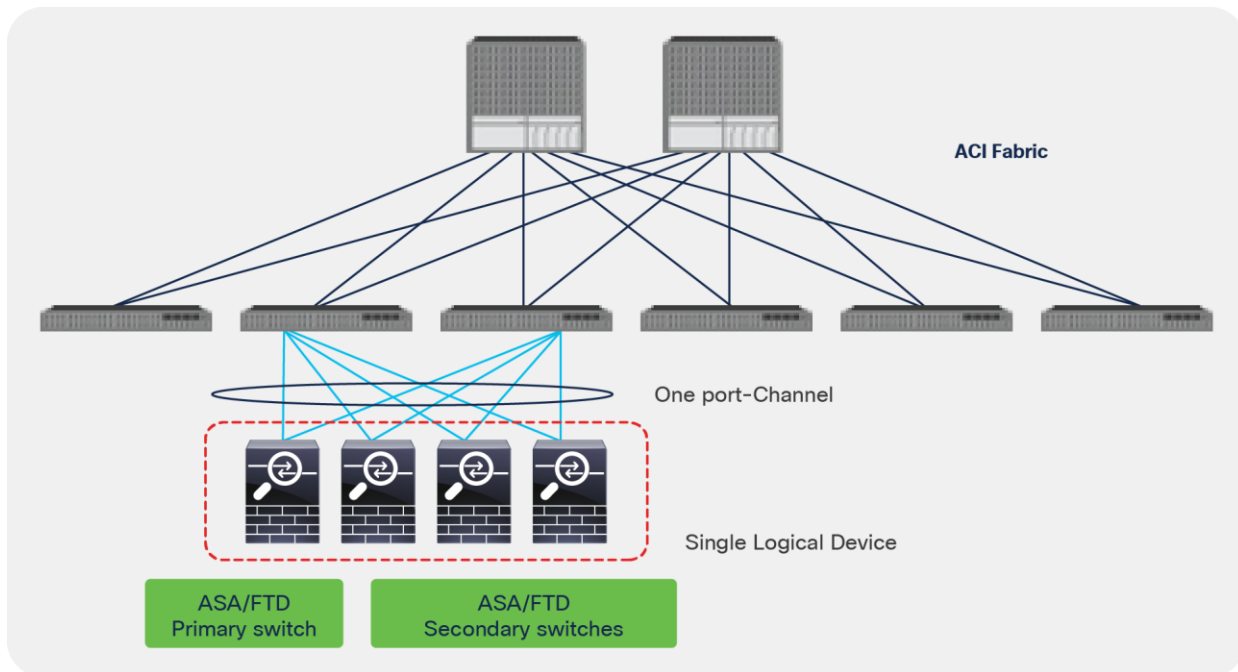 ACI Fabric
One port-Channel
Single Logical Device
ASA/FTD
Primary switch
ASA/FTD
Secondary switches